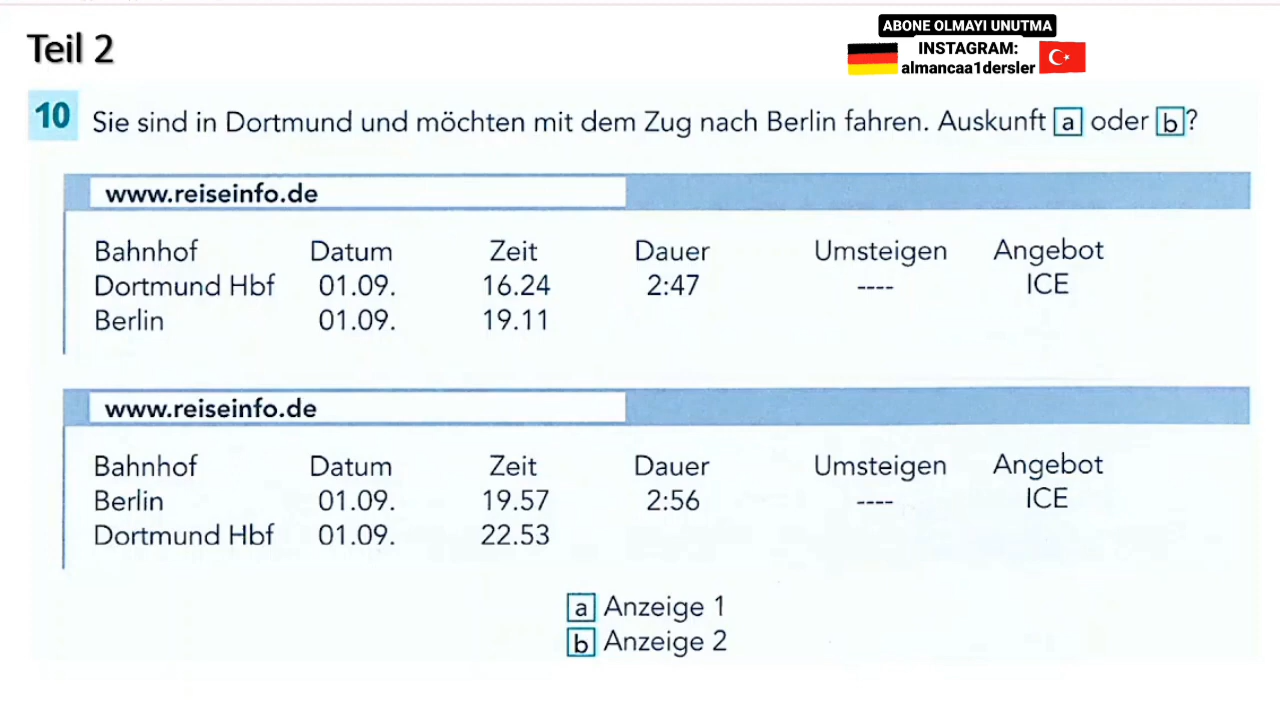 ABONE OLMAYI UNUTMA
INSTAGRAM:
almancaa1dersler
Teil 2
10 Sie sind in Dortmund und möchten mit dem Zug nach Berlin fahren. Auskunft a oder b?
www.reiseinfo.de
Bahnhof Datum Zeit Dauer Umsteigen Angebot
Dortmund Hbf 01.09. 16.24 2:47 ---- ICE
Berlin 01.09. 19.11
www.reiseinfo.de
Bahnhof Datum Zeit Dauer Umsteigen Angebot
Berlin 01.09. 19.57 2:56 ---- ICE
Dortmund Hbf 01.09. 22.53
a Anzeige 1
b Anzeige 2